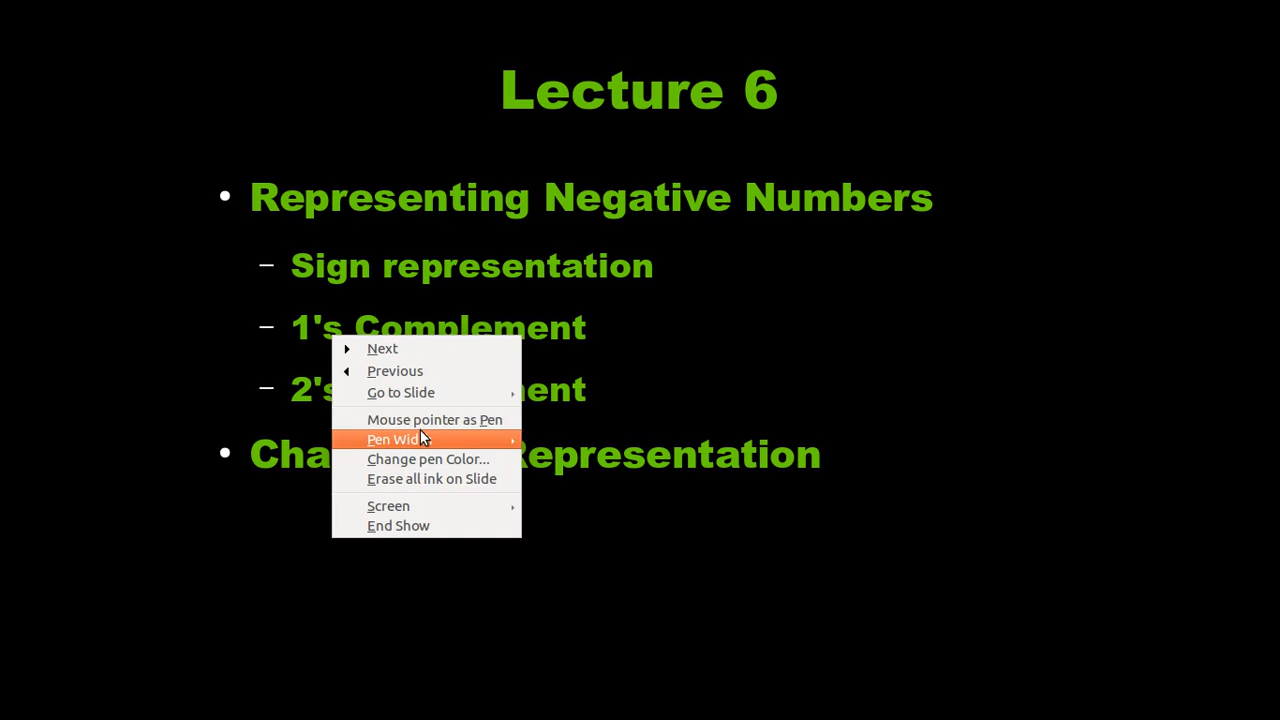 Lecture 6
• Representing Negative Numbers
– Sign representation
– 1's Complement
Next
Previous
– 2's ent
Go to Slide
Mouse pointer as Pen
Pen Wid
Cha Representation
Change pen Color...
Erase all ink on Slide
Screen
End Show